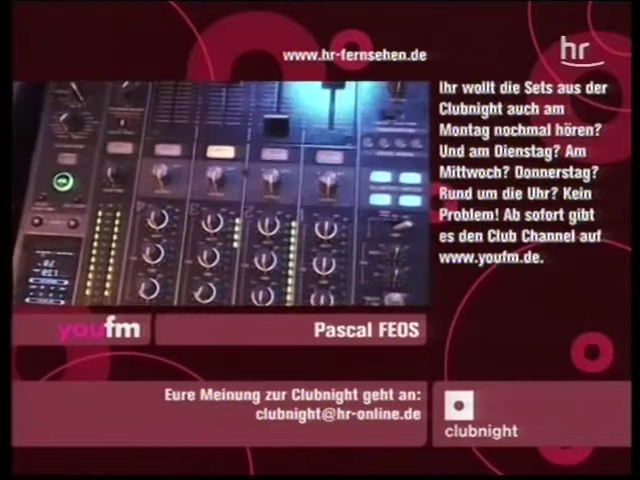 www.hr-fernsehen.de
hr
Ihr wollt die Sets aus der
Clubnight auch am
Montag nochmal hören?
Und am Dienstag? Am
Mittwoch? Donnerstag?
Rund um die Uhr? Kein
Problem! Ab sofort gibt
es den Club Channel auf
www.youfm.de.
youfm
Pascal FEOS
Eure Meinung zur Clubnight geht an:
clubnight@hr-online.de
clubnight